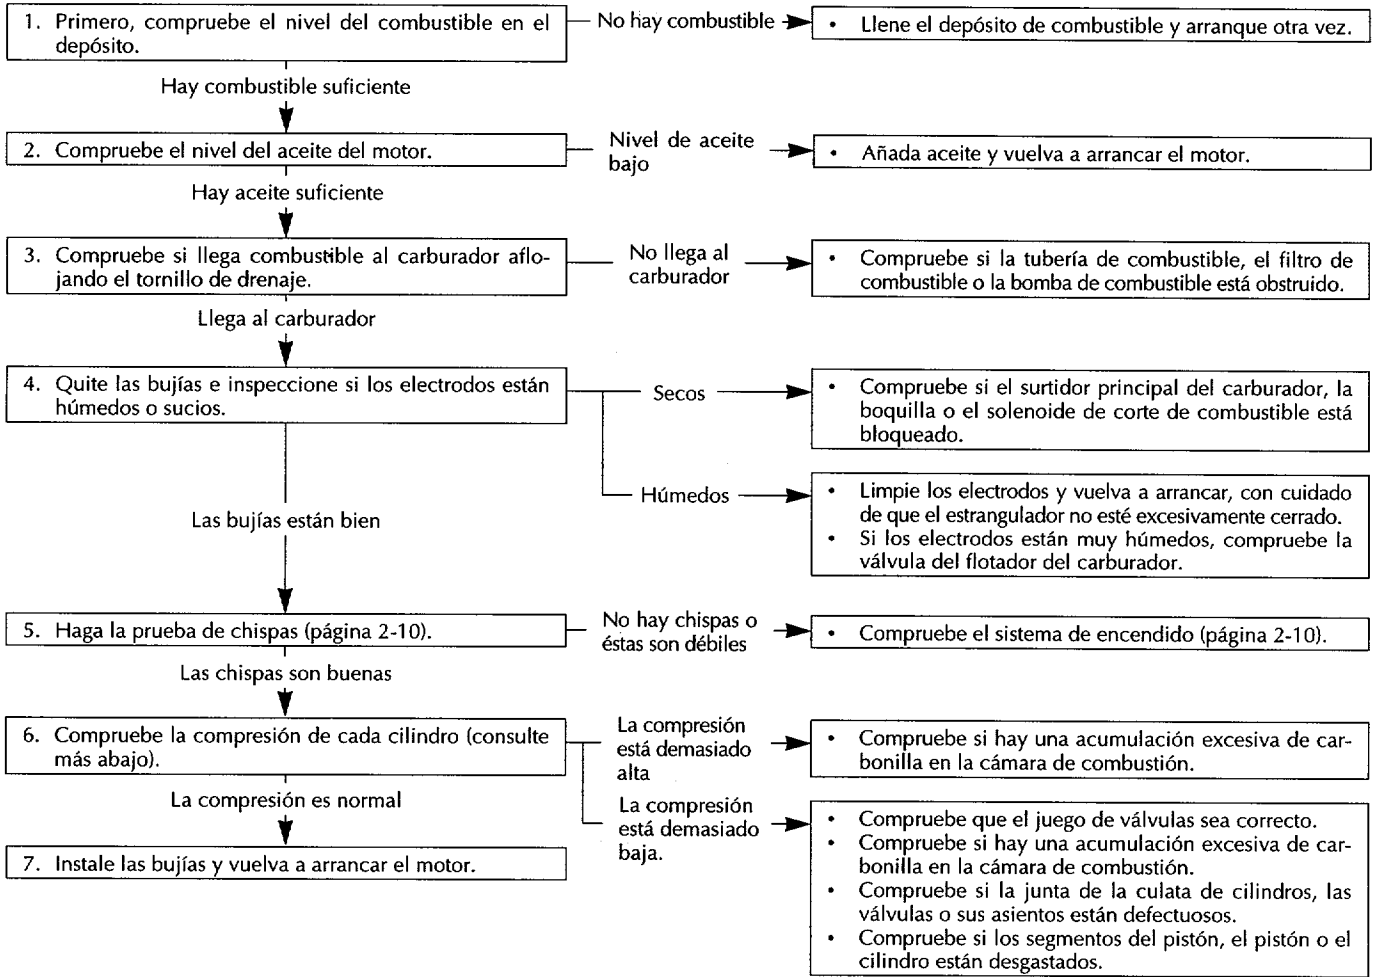 1. Primero, compruebe el nivel del combustible en el
depósito.
No hay combustible
• Llene el depósito de combustible y arranque otra vez.
Hay combustible suficiente
2. Compruebe el nivel del aceite del motor.
Nivel de aceite
bajo
• Añada aceite y vuelva a arrancar el motor.
Hay aceite suficiente
3. Compruebe si llega combustible al carburador aflo-
jando el tornillo de drenaje.
No llega al
carburador
• Compruebe si la tubería de combustible, el filtro de
combustible o la bomba de combustible está obstruido.
Llega al carburador
4. Quite las bujías e inspeccione si los electrodos están
húmedos o sucios.
Secos
• Compruebe si el surtidor principal del carburador, la
boquilla o el solenoide de corte de combustible está
bloqueado.
Húmedos
• Limpie los electrodos y vuelva a arrancar, con cuidado
de que el estrangulador no esté excesivamente cerrado.
• Si los electrodos están muy húmedos, compruebe la
válvula del flotador del carburador.
Las bujías están bien
5. Haga la prueba de chispas (página 2-10).
No hay chispas o
éstas son débiles
• Compruebe el sistema de encendido (página 2-10).
Las chispas son buenas
6. Compruebe la compresión de cada cilindro (consulte
más abajo).
La compresión
está demasiado
alta
• Compruebe si hay una acumulación excesiva de car-
bonilla en la cámara de combustión.
La compresión es normal
La compresión
está demasiado
baja.
• Compruebe que el juego de válvulas sea correcto.
• Compruebe si hay una acumulación excesiva de car-
bonilla en la cámara de combustión.
• Compruebe si la junta de la culata de cilindros, las
válvulas o sus asientos están defectuosos.
• Compruebe si los segmentos del pistón, el pistón o el
cilindro están desgastados.
7. Instale las bujías y vuelva a arrancar el motor.